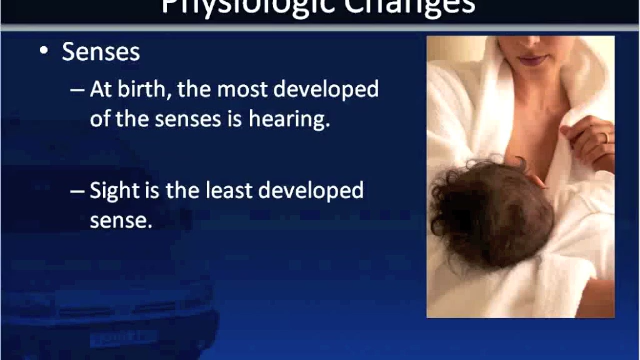 Physiologic Changes
• Senses
– At birth, the most developed
of the senses is hearing.
– Sight is the least developed
sense.